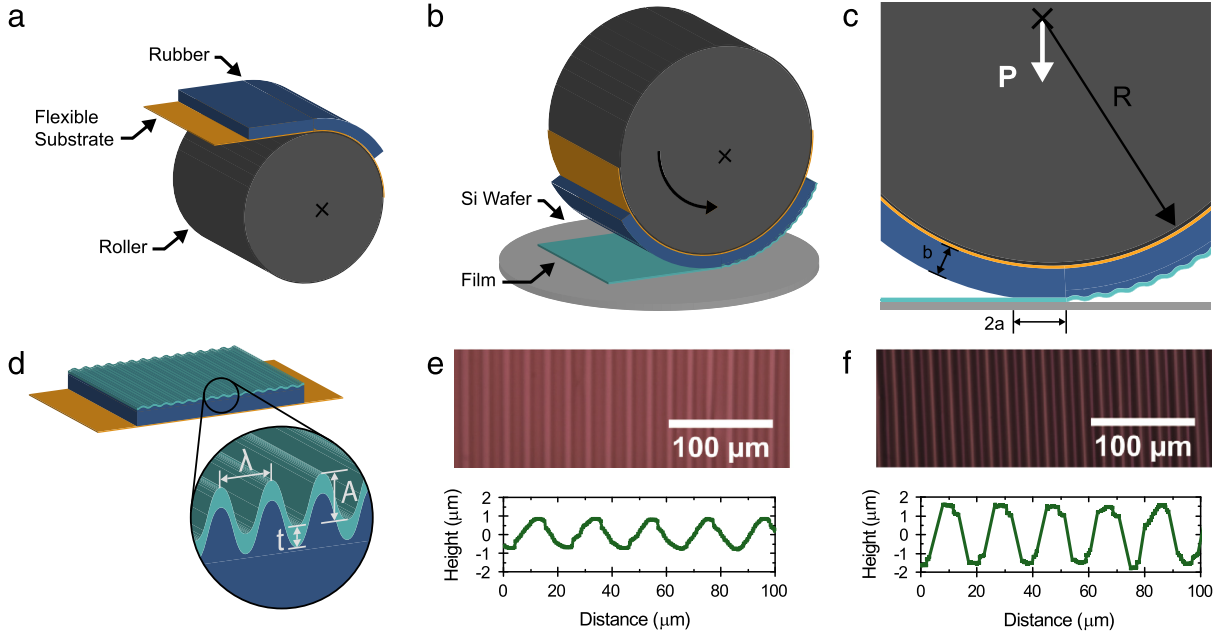 a
Rubber
Flexible
Substrate
Roller
b
Si Wafer
Film
c
P
R
b
2a
d
λ
A
t
e
100 μm
Height (μm)
2
1
0
-1
-2
0 20 40 60 80 100
Distance (μm)
f
100 μm
Height (μm)
2
1
0
-1
-2
0 20 40 60 80 100
Distance (μm)